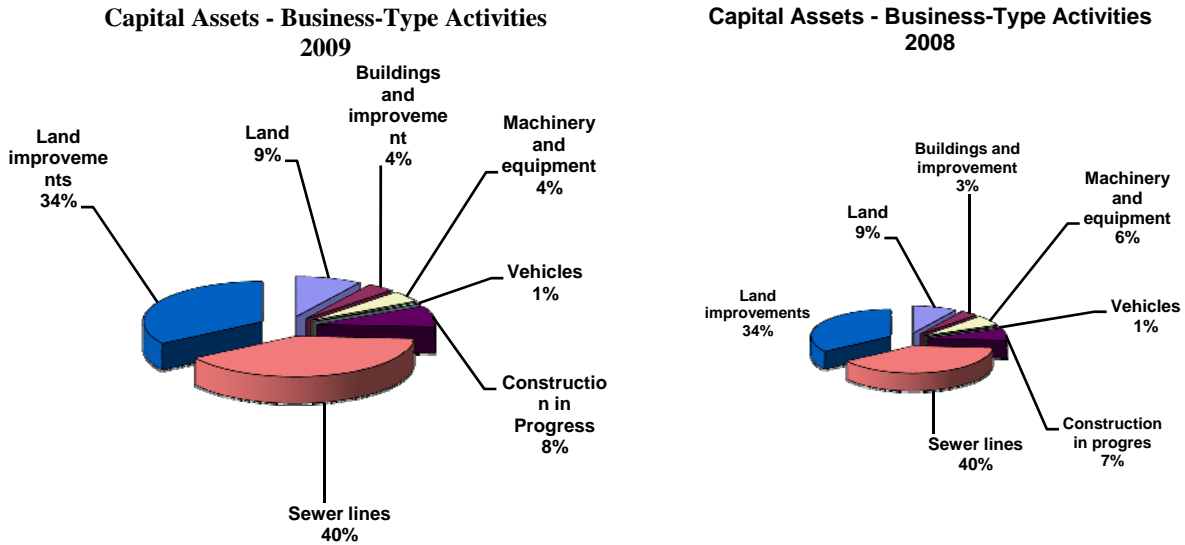 Capital Assets - Business-Type Activities
2009
Buildings
and
improveme
nt
4%
Land
9%
Machinery
and
equipment
4%
Land
improveme
nts
34%
Vehicles
1%
Constructio
n in
Progress
8%
Sewer lines
40%
Capital Assets - Business-Type Activities
2008
Buildings and
improvement
3%
Machinery
and
equipment
6%
Land
9%
Land
improvements
34%
Vehicles
1%
Construction
in progres
7%
Sewer lines
40%